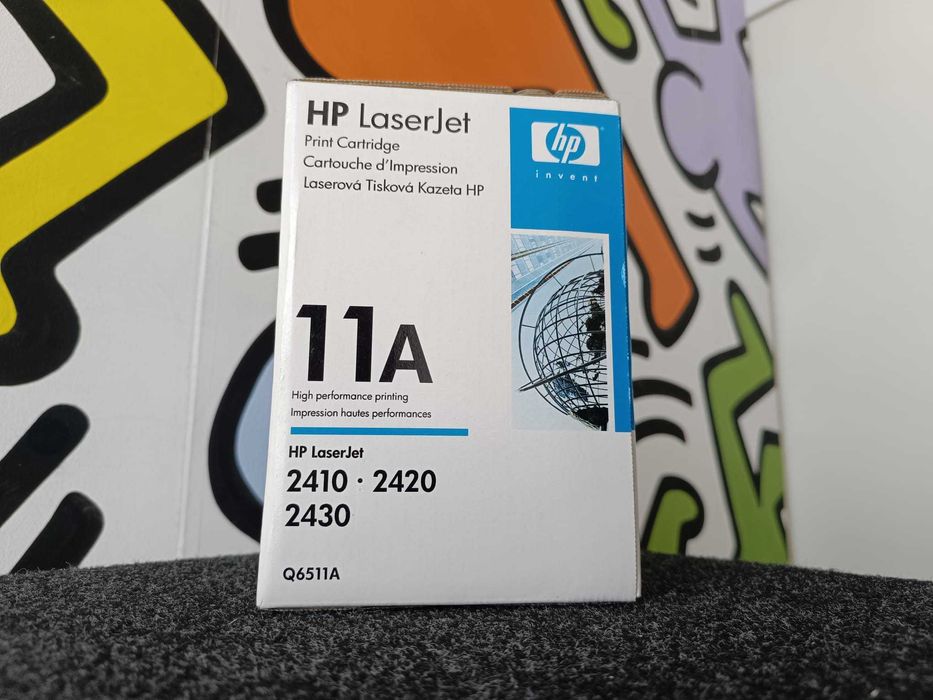 HP LaserJet
Print Cartridge
Cartouche d'Impression
Laserová Tisková Kazeta HP
hp
invent
11A
High performance printing
Impression hautes performances
HP LaserJet
2410 · 2420
2430
Q6511A